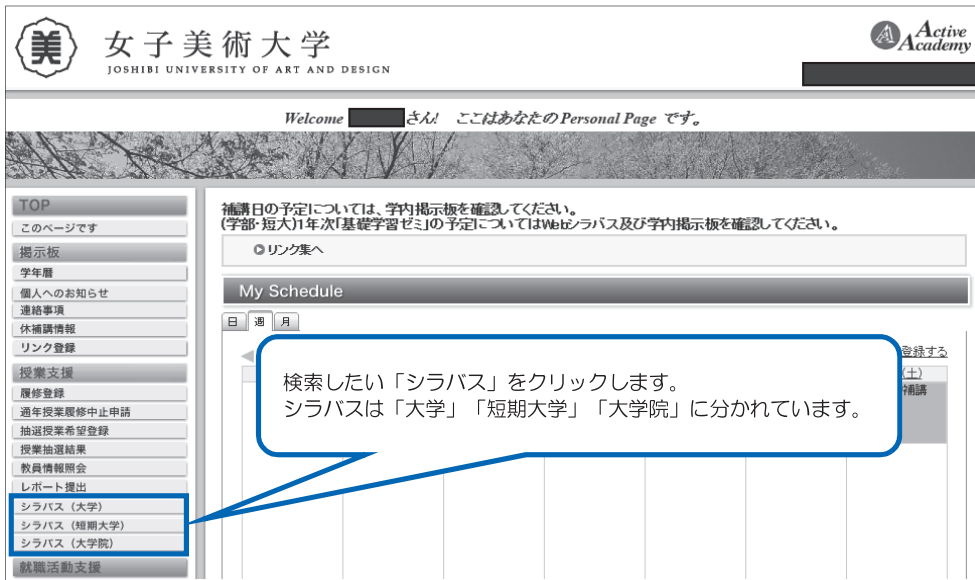 美
女子美術大学
JOSHIBI UNIVERSITY OF ART AND DESIGN
A Active Academy
Welcome さん! ここはあなたの Personal Page です。
TOP
このページです
掲示板
学年暦
個人へのお知らせ
連絡事項
休補講情報
リンク登録
授業支援
履修登録
通年授業履修中止申請
抽選授業希望登録
授業抽選結果
教員情報照会
レポート提出
シラバス（大学）
シラバス（短期大学）
シラバス（大学院）
就職活動支援
補講日の予定については、学内掲示板を確認してください。
(学部・短大)1年次「基礎学習ゼミ」の予定についてはWebシラバス及び学内掲示板を確認してください。
リンク集へ
My Schedule
日 週 月
登録する
(土)
補講
検索したい「シラバス」をクリックします。
シラバスは「大学」「短期大学」「大学院」に分かれています。